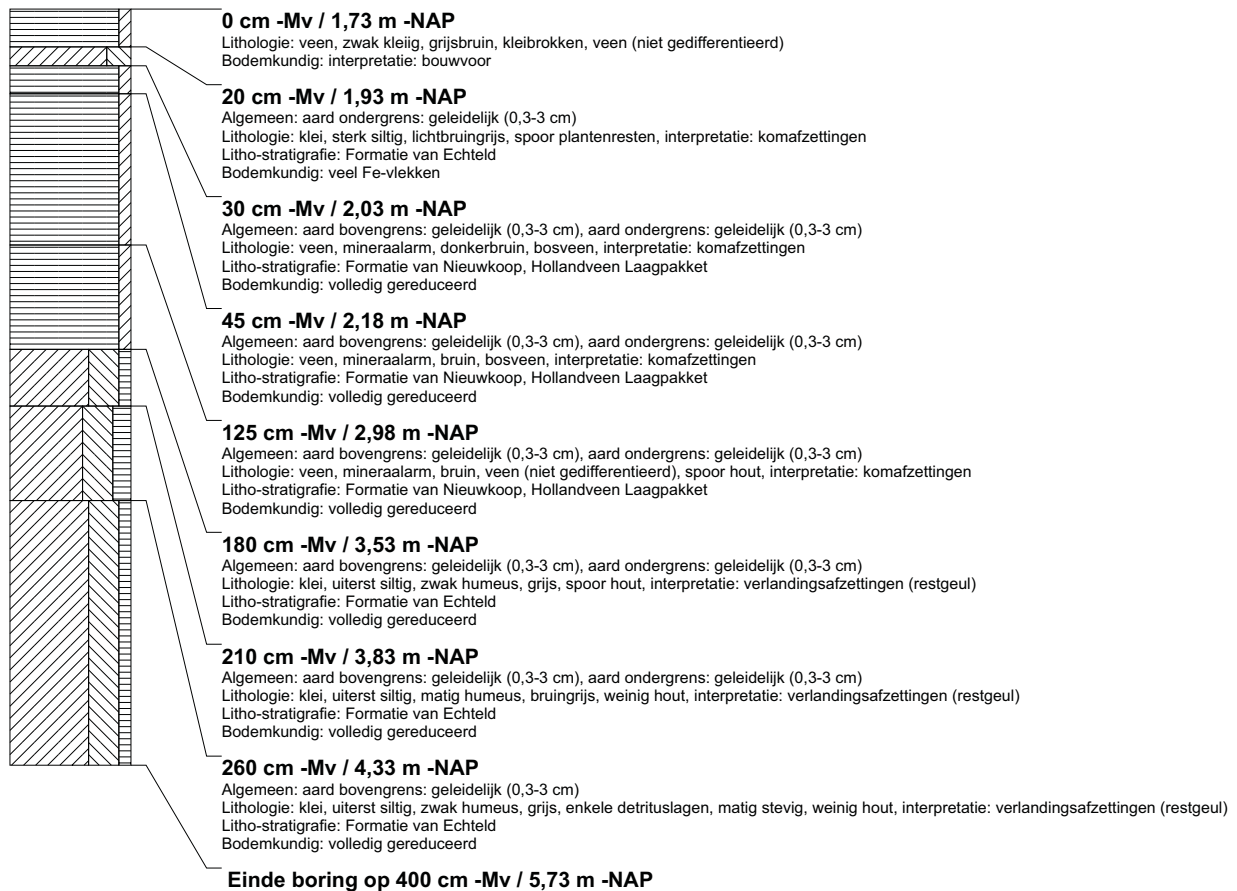 0 cm -Mv / 1,73 m -NAP
Lithologie: veen, zwak kleiig, grijsbruin, kleibrokken, veen (niet gedifferentieerd)
Bodemkundig: interpretatie: bouwvoor
20 cm -Mv / 1,93 m -NAP
Algemeen: aard ondergrens: geleidelijk (0,3-3 cm)
Lithologie: klei, sterk siltig, lichtbruingrijs, spoor plantenresten, interpretatie: komafzettingen
Litho-stratigrafie: Formatie van Echteld
Bodemkundig: veel Fe-vlekken
30 cm -Mv / 2,03 m -NAP
Algemeen: aard bovengrens: geleidelijk (0,3-3 cm), aard ondergrens: geleidelijk (0,3-3 cm)
Lithologie: veen, mineraalarm, donkerbruin, bosveen, interpretatie: komafzettingen
Litho-stratigrafie: Formatie van Nieuwkoop, Hollandveen Laagpakket
Bodemkundig: volledig gereduceerd
45 cm -Mv / 2,18 m -NAP
Algemeen: aard bovengrens: geleidelijk (0,3-3 cm), aard ondergrens: geleidelijk (0,3-3 cm)
Lithologie: veen, mineraalarm, bruin, bosveen, interpretatie: komafzettingen
Litho-stratigrafie: Formatie van Nieuwkoop, Hollandveen Laagpakket
Bodemkundig: volledig gereduceerd
125 cm -Mv / 2,98 m -NAP
Algemeen: aard bovengrens: geleidelijk (0,3-3 cm), aard ondergrens: geleidelijk (0,3-3 cm)
Lithologie: veen, mineraalarm, bruin, veen (niet gedifferentieerd), spoor hout, interpretatie: komafzettingen
Litho-stratigrafie: Formatie van Nieuwkoop, Hollandveen Laagpakket
Bodemkundig: volledig gereduceerd
180 cm -Mv / 3,53 m -NAP
Algemeen: aard bovengrens: geleidelijk (0,3-3 cm), aard ondergrens: geleidelijk (0,3-3 cm)
Lithologie: klei, uiterst siltig, zwak humeus, grijs, spoor hout, interpretatie: verlandingsafzettingen (restgeul)
Litho-stratigrafie: Formatie van Echteld
Bodemkundig: volledig gereduceerd
210 cm -Mv / 3,83 m -NAP
Algemeen: aard bovengrens: geleidelijk (0,3-3 cm), aard ondergrens: geleidelijk (0,3-3 cm)
Lithologie: klei, uiterst siltig, matig humeus, bruingrijs, weinig hout, interpretatie: verlandingsafzettingen (restgeul)
Litho-stratigrafie: Formatie van Echteld
Bodemkundig: volledig gereduceerd
260 cm -Mv / 4,33 m -NAP
Algemeen: aard bovengrens: geleidelijk (0,3-3 cm)
Lithologie: klei, uiterst siltig, zwak humeus, grijs, enkele detrituslagen, matig stevig, weinig hout, interpretatie: verlandingsafzettingen (restgeul)
Litho-stratigrafie: Formatie van Echteld
Bodemkundig: volledig gereduceerd
Einde boring op 400 cm -Mv / 5,73 m -NAP